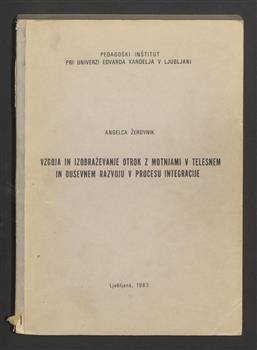 PEDAGOŠKI INŠTITUT
PRI UNIVERZI EDVARDA KARDELJA V LJUBLJANI
ANGELCA ŽEROVNIK
VZGOJA IN IZOBRAŽEVANJE OTROK Z MOTNJAMI V TELESNEM
IN DUŠEVNEM RAZVOJU V PROCESU INTEGRACIJE
Ljubljana, 1983